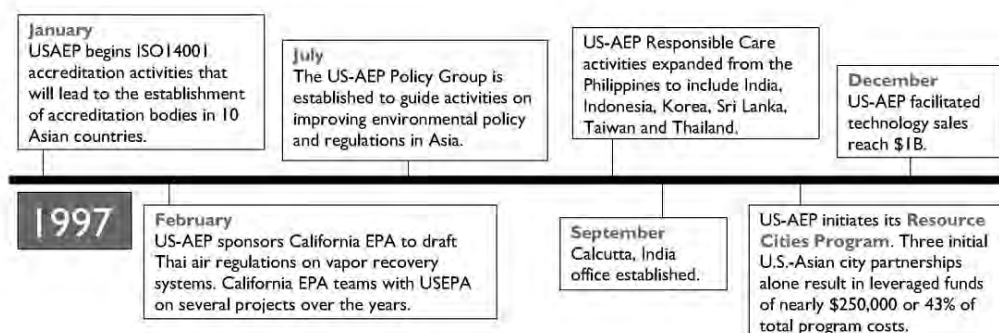 January
USAEP begins ISO14001
accreditation activities that
will lead to the establishment
of accreditation bodies in 10
Asian countries.
July
The US-AEP Policy Group is
established to guide activities on
improving environmental policy
and regulations in Asia.
US-AEP Responsible Care
activities expanded from the
Philippines to include India,
Indonesia, Korea, Sri Lanka,
Taiwan and Thailand.
December
US-AEP facilitated
technology sales
reach $1B.
1997
February
US-AEP sponsors California EPA to draft
Thai air regulations on vapor recovery
systems. California EPA teams with USEPA
on several projects over the years.
September
Calcutta, India
office established.
US-AEP initiates its Resource
Cities Program. Three initial
U.S.-Asian city partnerships
alone result in leveraged funds
of nearly $250,000 or 43% of
total program costs.